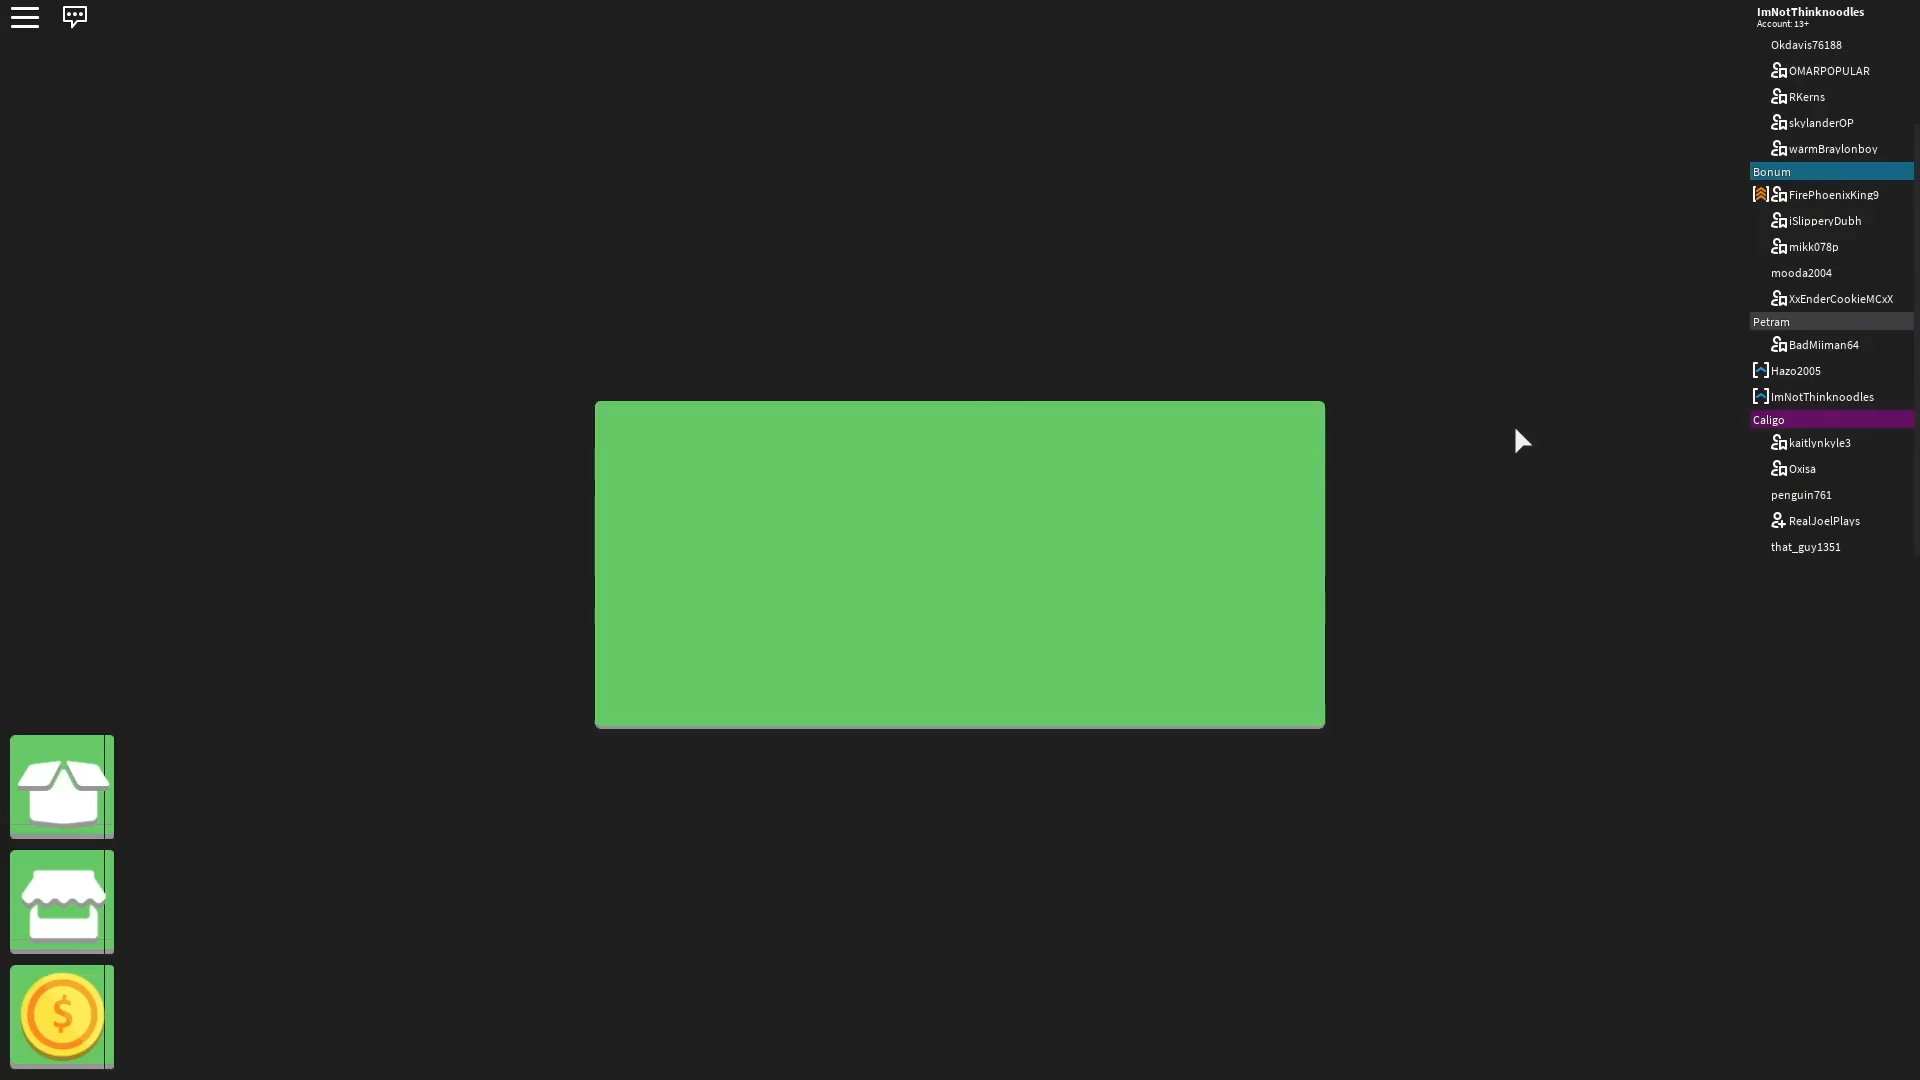 ImNotThinknoodles
Account: 13+
Okdavis76188
OMARPOPULAR
RKerns
skylanderOP
warmBraylonboy
Bonum
FirePhoenixKing9
iSlipperyDubh
mikk078p
mooda2004
XxEnderCookieMCxX
Petram
BadMiiman64
Hazo2005
ImNotThinknoodles
Caligo
kaitlynkyle3
Oxisa
penguin761
RealJoelPlays
that_guy1351
$